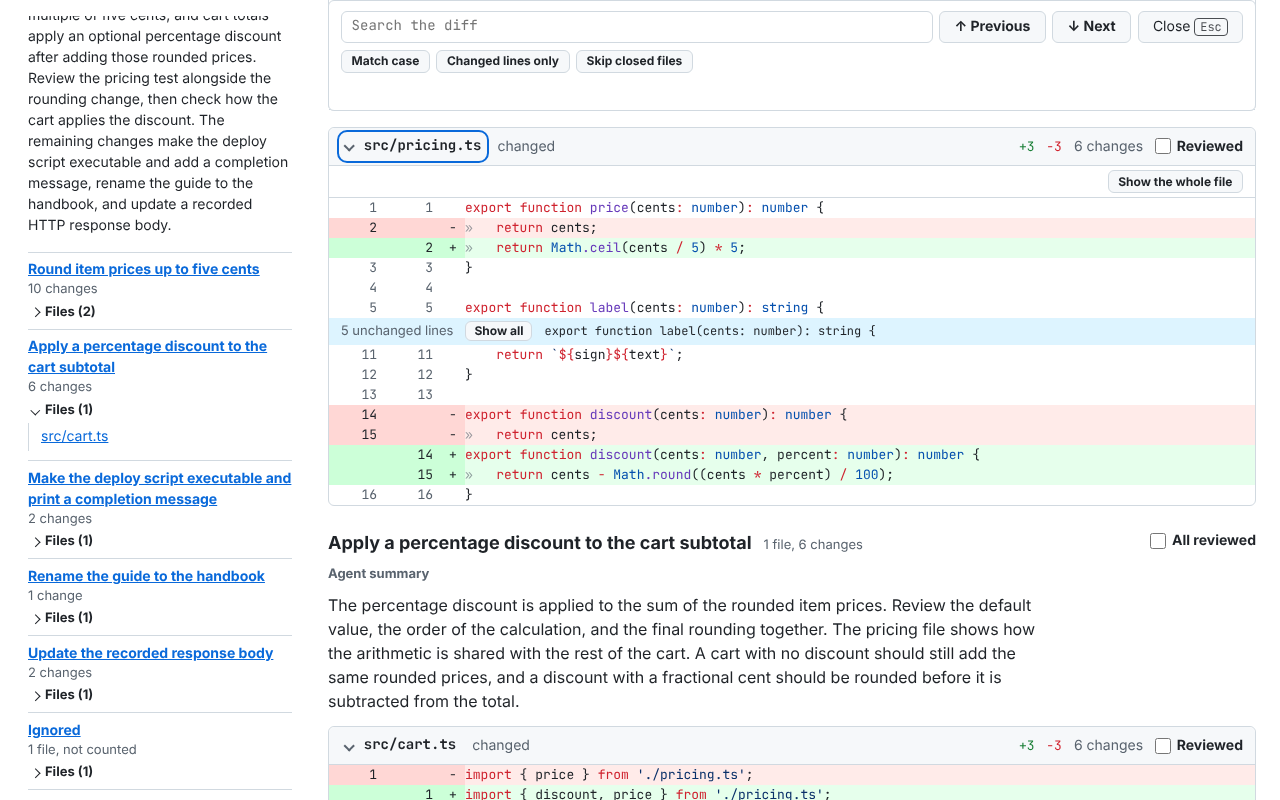 multiple of five cents, and cart totals
apply an optional percentage discount
after adding those rounded prices.
Review the pricing test alongside the
rounding change, then check how the
cart applies the discount. The
remaining changes make the deploy
script executable and add a completion
message, rename the guide to the
handbook, and update a recorded
HTTP response body.
Round item prices up to five cents
10 changes
Files (2)
Apply a percentage discount to the
cart subtotal
6 changes
Files (1)
src/cart.ts
Make the deploy script executable and
print a completion message
2 changes
Files (1)
Rename the guide to the handbook
1 change
Files (1)
Update the recorded response body
2 changes
Files (1)
Ignored
1 file, not counted
Files (1)
Search the diff
↑ Previous
↓ Next
Close Esc
Match case
Changed lines only
Skip closed files
src/pricing.ts changed +3 -3 6 changes Reviewed
Show the whole file
1 1 export function price(cents: number): number {
2 - » return cents;
2 + » return Math.ceil(cents / 5) * 5;
3 3 }
4 4
5 5 export function label(cents: number): string {
5 unchanged lines Show all export function label(cents: number): string {
11 11 return `${sign}${text}`;
12 12 }
13 13
14 - export function discount(cents: number): number {
15 - » return cents;
14 + export function discount(cents: number, percent: number): number {
15 + » return cents - Math.round((cents * percent) / 100);
16 16 }
Apply a percentage discount to the cart subtotal 1 file, 6 changes All reviewed
Agent summary
The percentage discount is applied to the sum of the rounded item prices. Review the default
value, the order of the calculation, and the final rounding together. The pricing file shows how
the arithmetic is shared with the rest of the cart. A cart with no discount should still add the
same rounded prices, and a discount with a fractional cent should be rounded before it is
subtracted from the total.
src/cart.ts changed +3 -3 6 changes Reviewed
1 - import { price } from './pricing.ts';
1 + import { discount, price } from './pricing.ts';